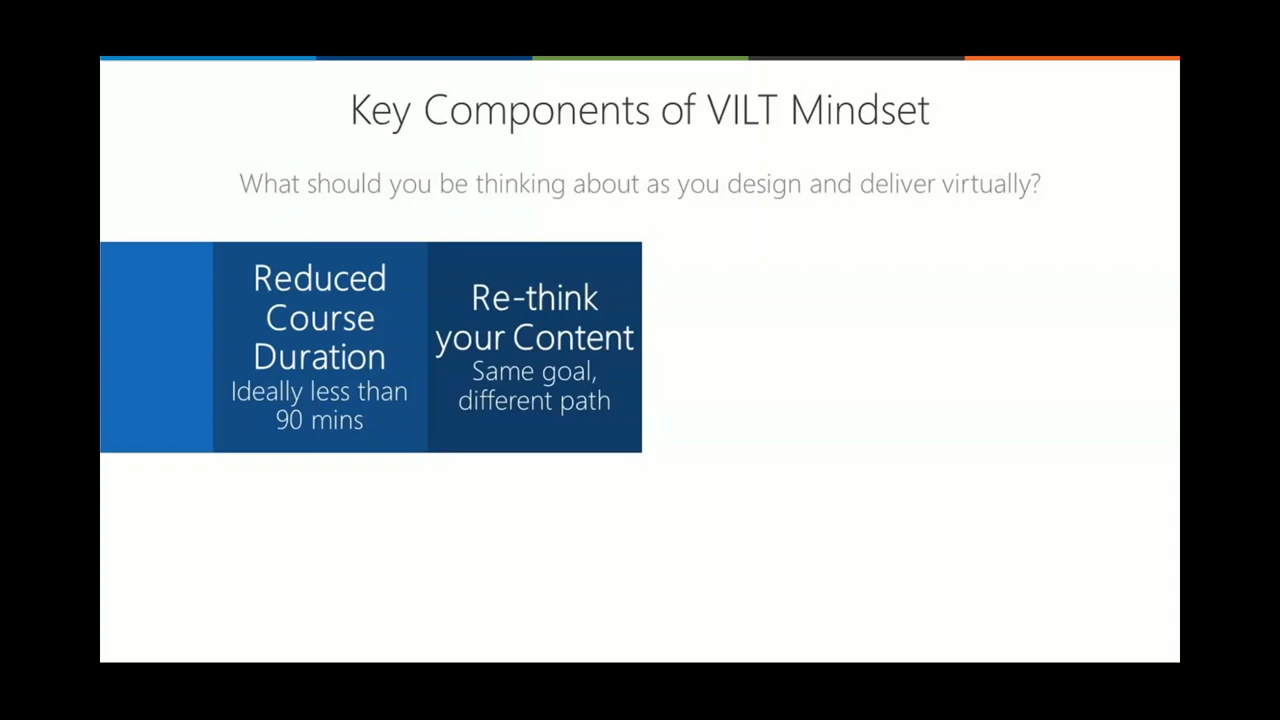 Key Components of VILT Mindset
What should you be thinking about as you design and deliver virtually?
Reduced
Course
Duration
Ideally less than
90 mins
Re-think
your Content
Same goal,
different path